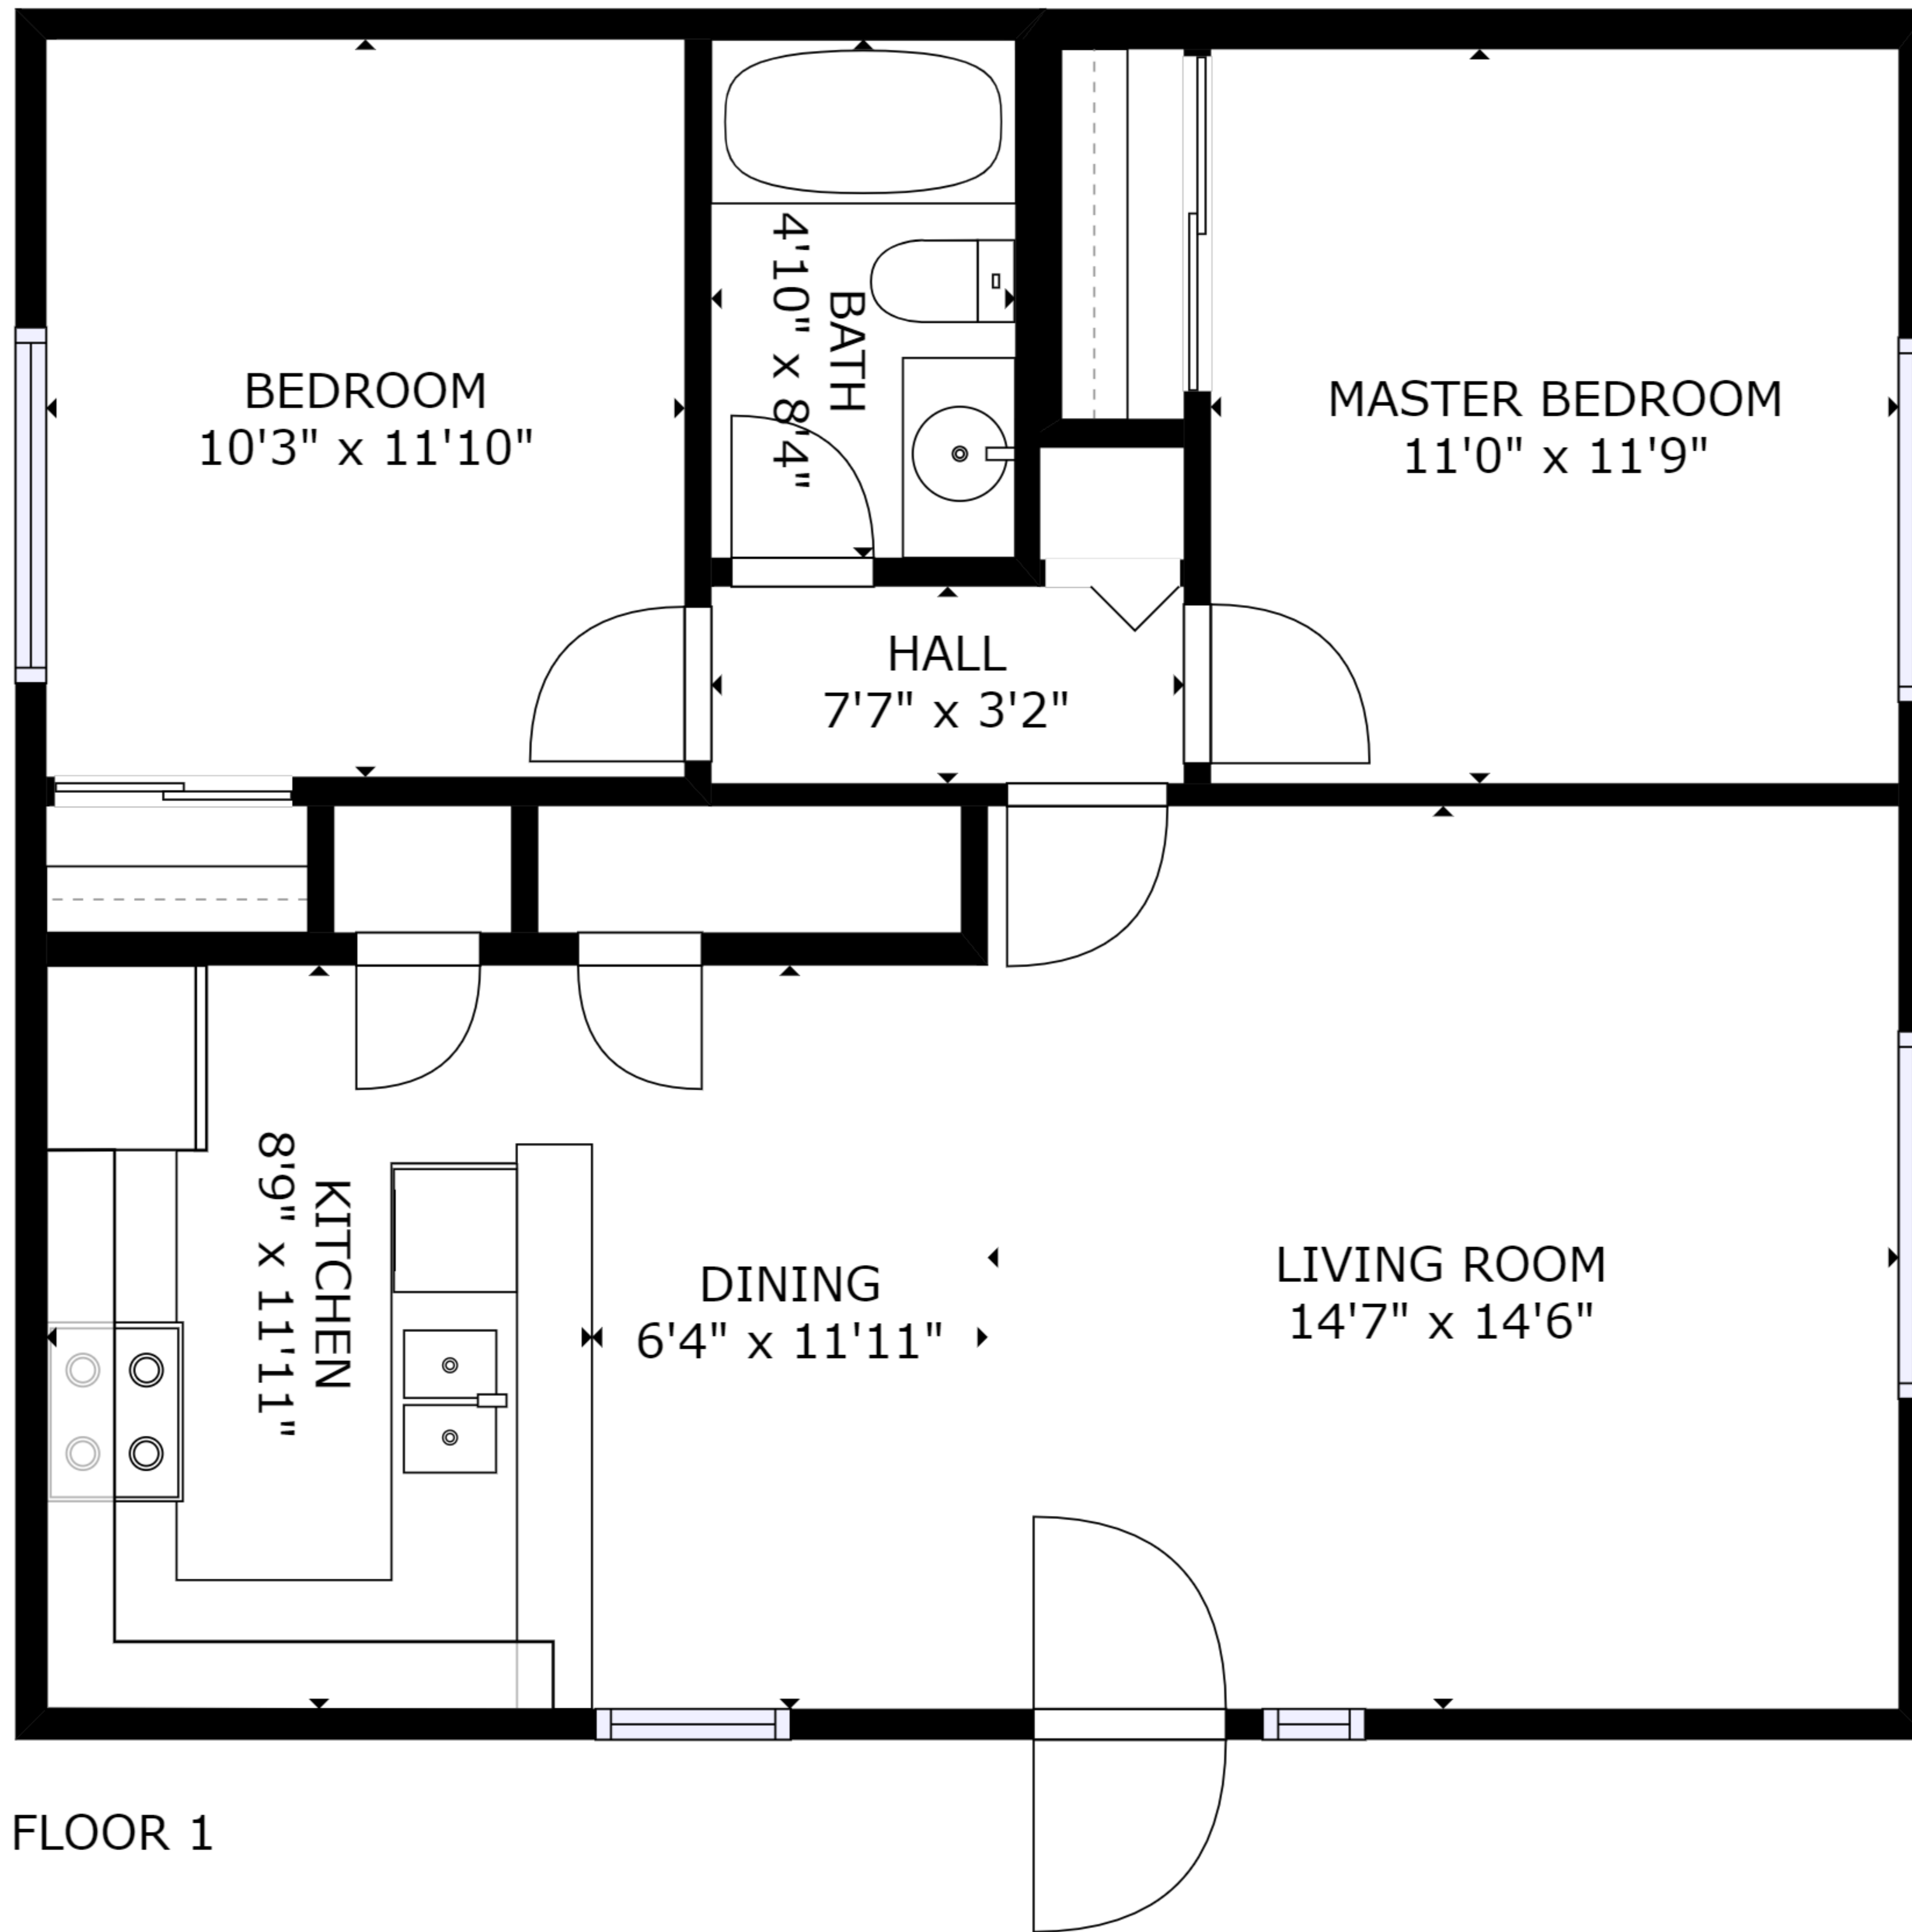 BEDROOM
10'3" x 11'10"
BATH
4'10" x 8'4"
MASTER BEDROOM
11'0" x 11'9"
HALL
7'7" x 3'2"
KITCHEN
8'9" x 11'11"
DINING
6'4" x 11'11"
LIVING ROOM
14'7" x 14'6"
FLOOR 1